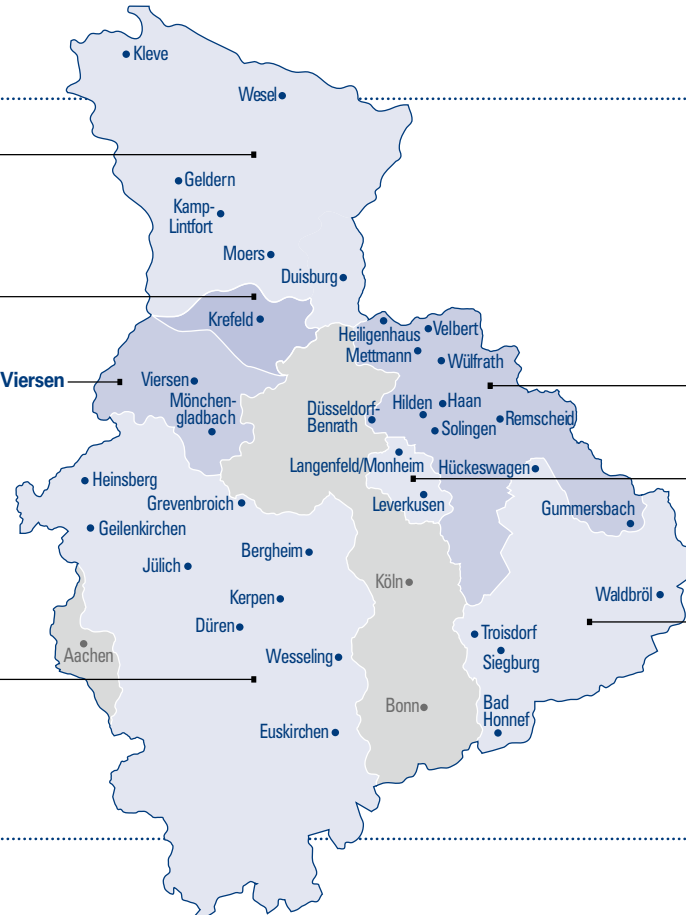 Kleve
Wesel
Geldern
Kamp-
Lintfort
Moers
Duisburg
Krefeld
Heiligenhaus
Velbert
Mettmann
Wülfrath
Viersen
Viersen
Mönchen-
gladbach
Düsseldorf-
Benrath
Hilden
Haan
Solingen
Remscheid
Langenfeld/Monheim
Hückeswagen
Heinsberg
Grevenbroich
Leverkusen
Gummersbach
Geilenkirchen
Bergheim
Jülich
Köln
Kerpen
Waldbröl
Düren
Troisdorf
Aachen
Wesseling
Siegburg
Bonn
Bad
Honnef
Euskirchen